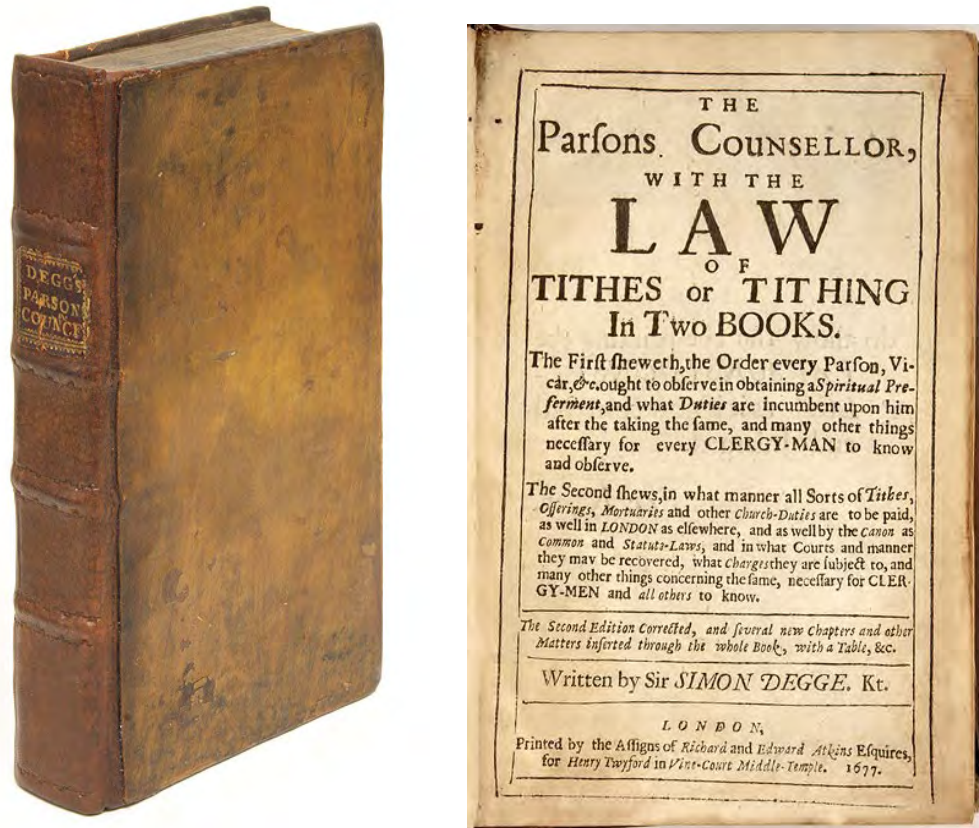 DEGG'S
PARSON
COUNCE
THE
Parſons Counsellor,
WITH THE
LAW
OF
TITHES or TITHING
In Two BOOKS.
The Firſt ſheweth, the Order every Parſon, Vi-
car, &c. ought to obſerve in obtaining a Spiritual Pre-
ferment, and what Duties are incumbent upon him
after the taking the ſame, and many other things
neceſſary for every CLERGY-MAN to know
and obſerve.
The Second ſhews, in what manner all Sorts of Tithes,
Offerings, Mortuaries and other Church-Duties are to be paid,
as well in LONDON as elſewhere, and as well by the Canon as
Common and Statute-Laws, and in what Courts and manner
they may be recovered, what Charges they are ſubject to, and
many other things concerning the ſame, neceſſary for CLER-
GY-MEN and all others to know.
The Second Edition Corrected, and ſeveral new Chapters and other
Matters inſerted through the whole Book, with a Table, &c.
Written by Sir SIMON DEGGE. Kt.
LONDON,
Printed by the Aſſigns of Richard and Edward Atkins Eſquires,
for Henry Twyford in Vine-Court Middle-Temple. 1677.